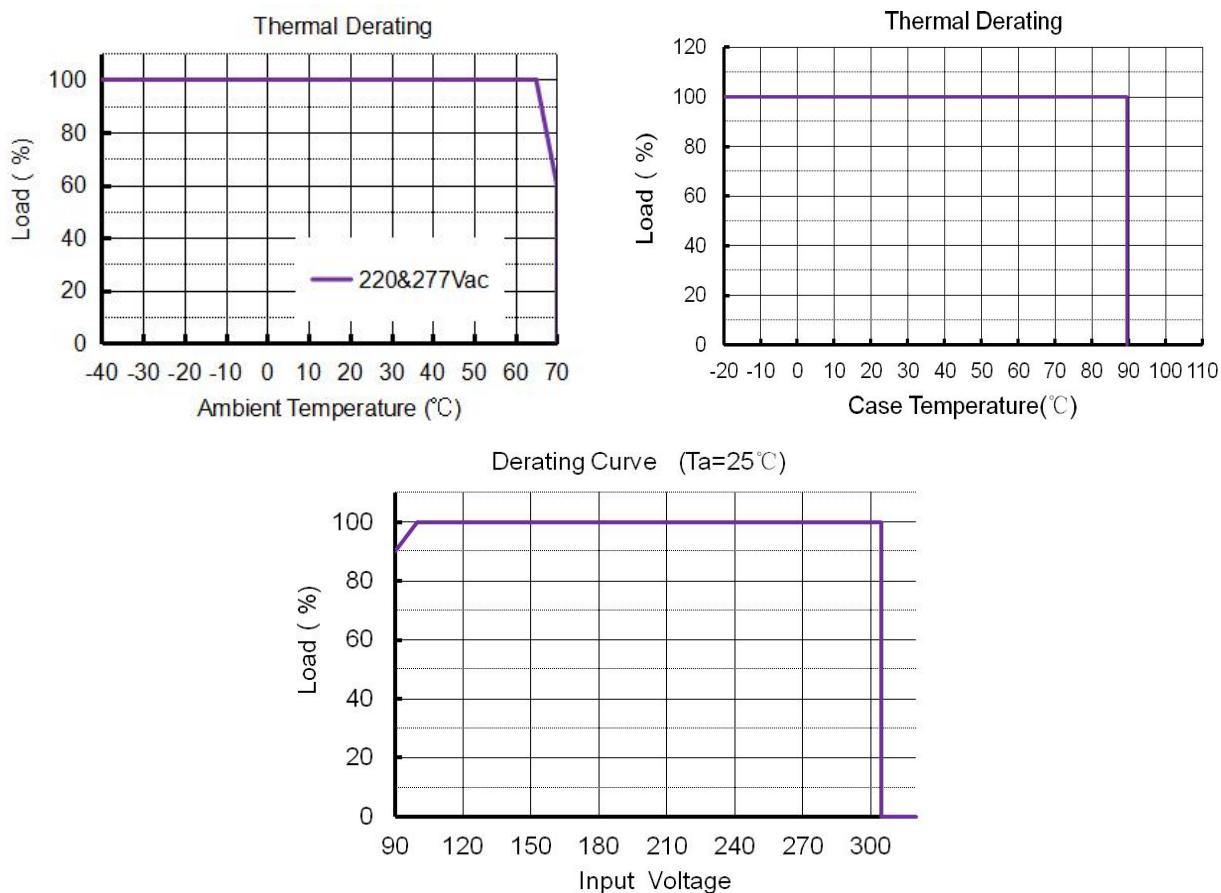 Thermal Derating
100
80
60
40
20
0
Load ( %)
220&277Vac
-40 -30 -20 -10 0 10 20 30 40 50 60 70
Ambient Temperature (℃)
Thermal Derating
120
100
80
60
40
20
0
Load ( %)
-20 -10 0 10 20 30 40 50 60 70 80 90 100 110
Case Temperature(℃)
Derating Curve (Ta=25℃)
100
80
60
40
20
0
Load ( %)
90 120 150 180 210 240 270 300
Input Voltage